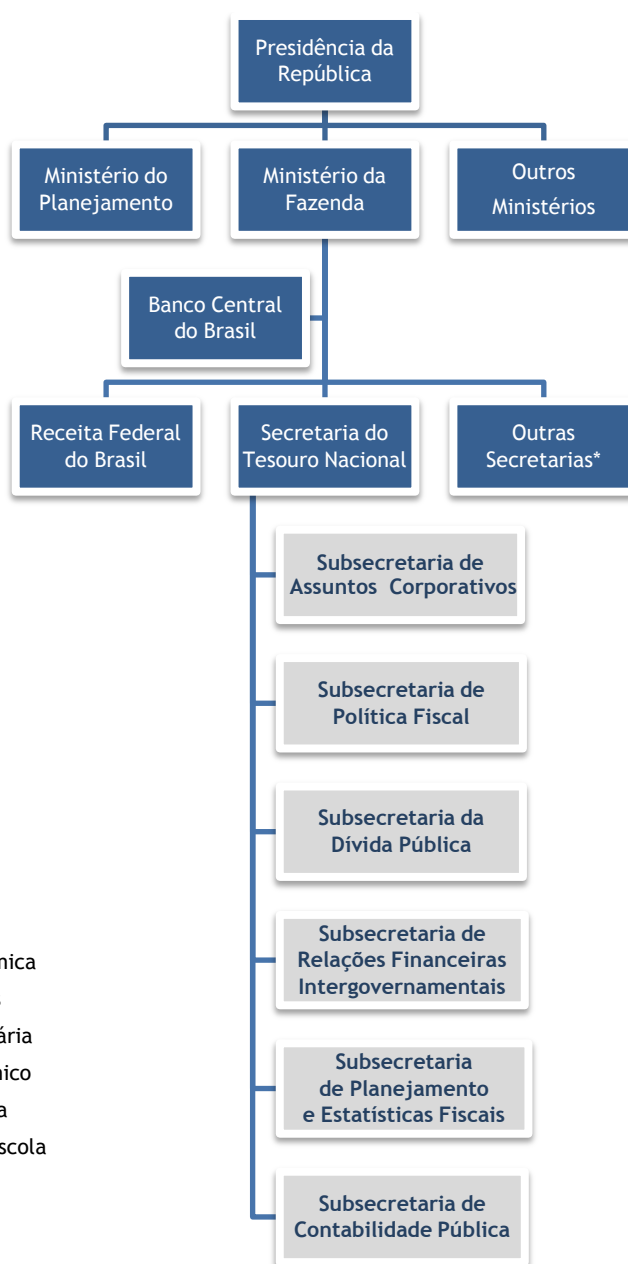 Presidência da
República
Ministério do
Planejamento
Ministério da
Fazenda
Outros
Ministérios
Banco Central
do Brasil
Receita Federal
do Brasil
Secretaria do
Tesouro Nacional
Outras
Secretarias*
Subsecretaria de
Assuntos Corporativos
Subsecretaria de
Política Fiscal
Subsecretaria da
Dívida Pública
Subsecretaria de
Relações Financeiras
Intergovernamentais
Subsecretaria
de Planejamento
e Estatísticas Fiscais
Subsecretaria de
Contabilidade Pública